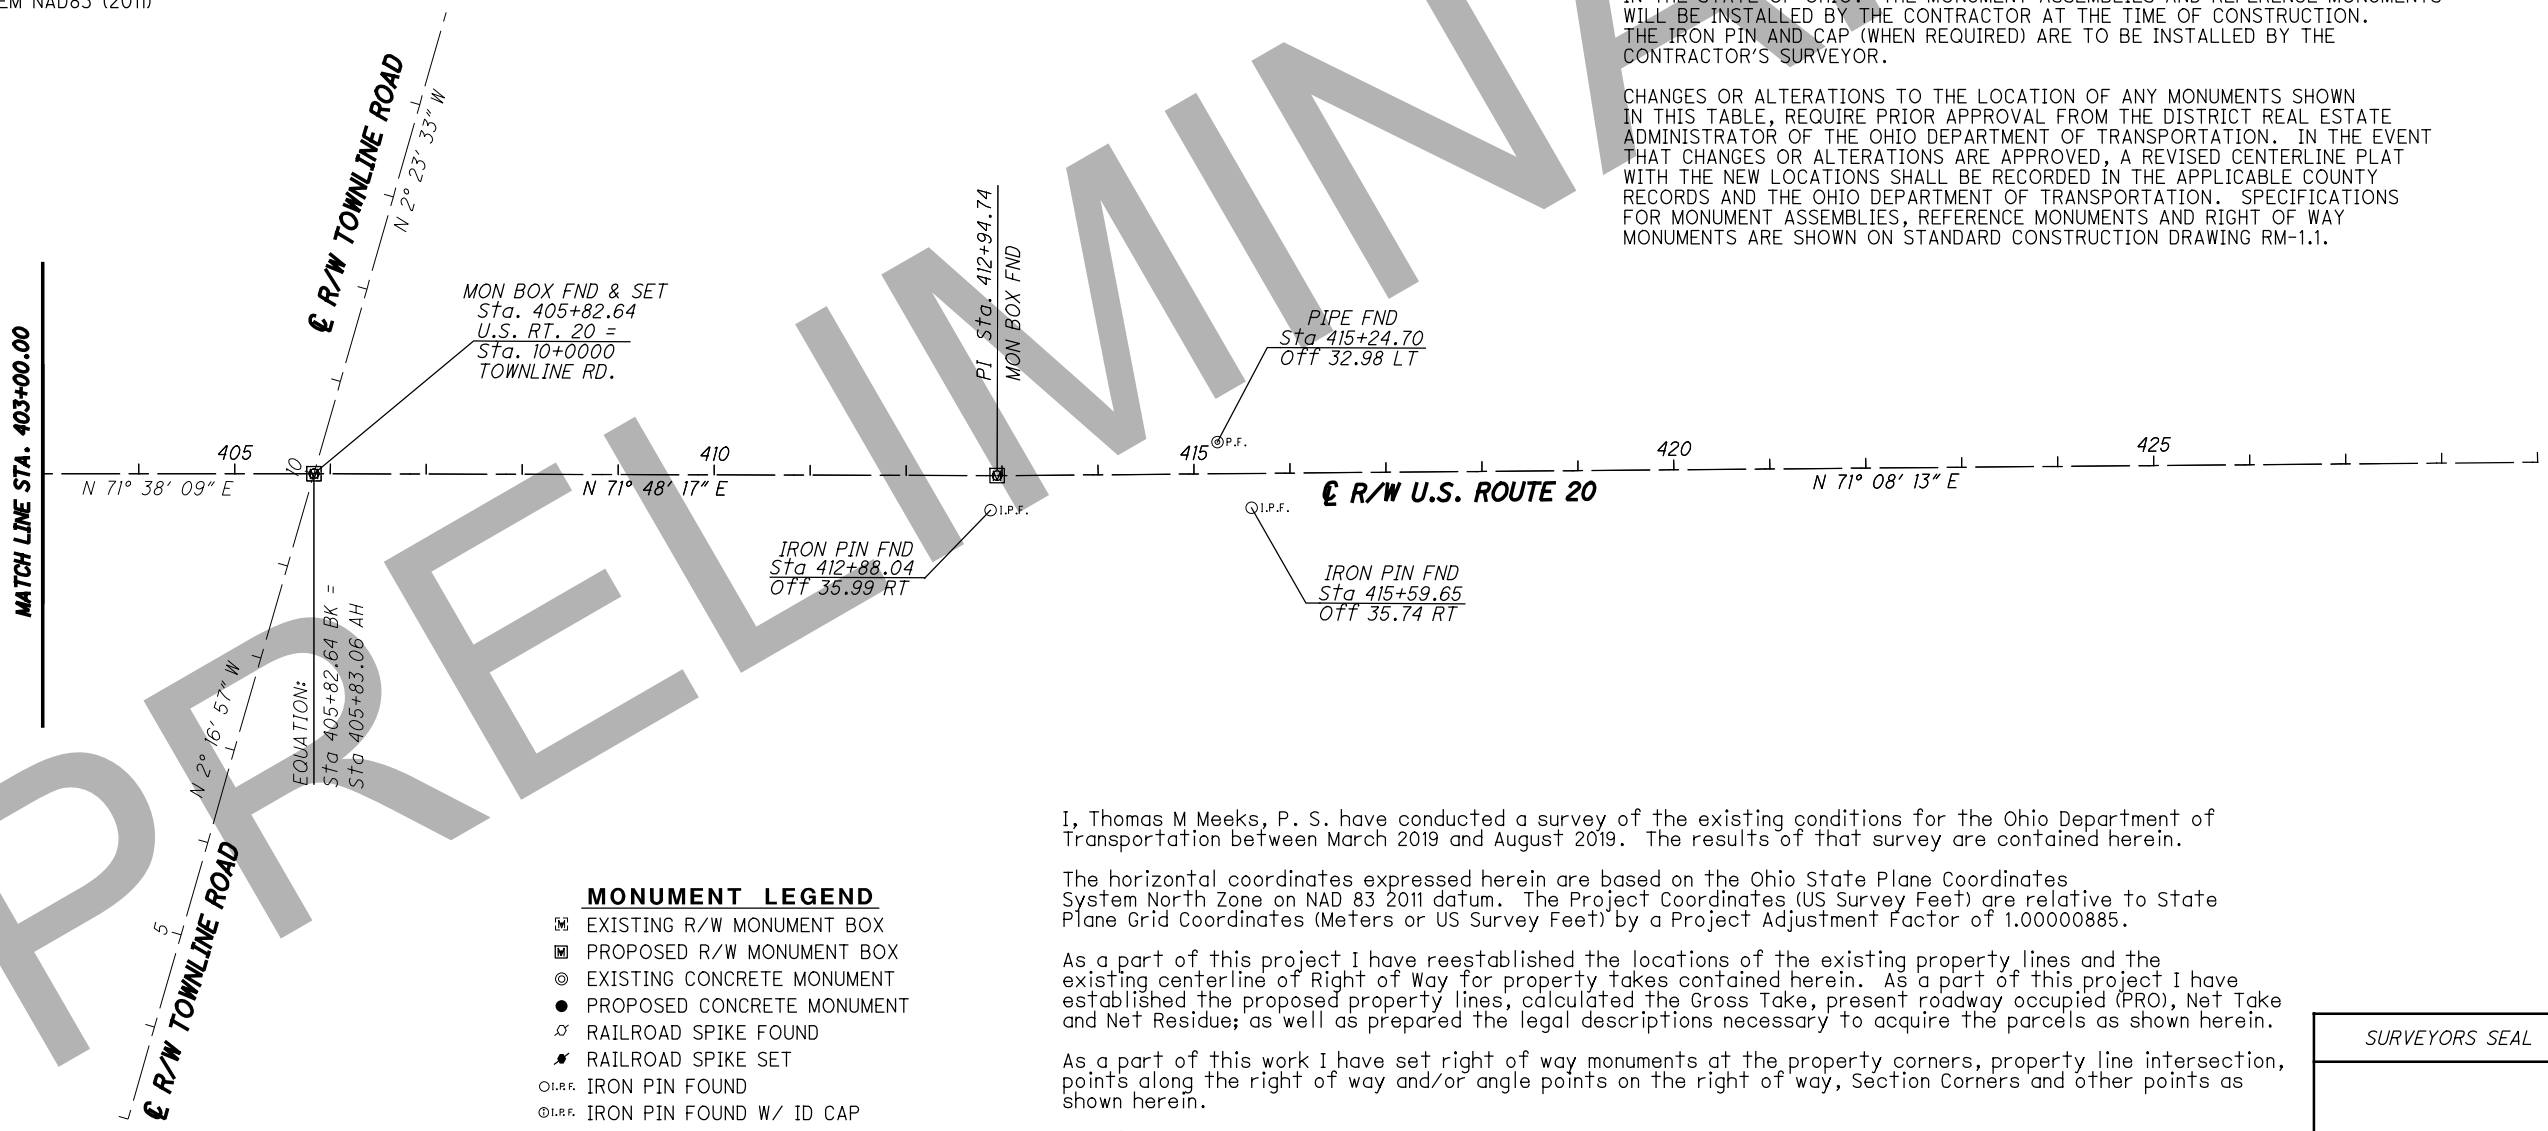 EM NAD83 (2011)
WILL BE INSTALLED BY THE CONTRACTOR AT THE TIME OF CONSTRUCTION.
THE IRON PIN AND CAP (WHEN REQUIRED) ARE TO BE INSTALLED BY THE
CONTRACTOR'S SURVEYOR.
CHANGES OR ALTERATIONS TO THE LOCATION OF ANY MONUMENTS SHOWN
IN THIS TABLE, REQUIRE PRIOR APPROVAL FROM THE DISTRICT REAL ESTATE
ADMINISTRATOR OF THE OHIO DEPARTMENT OF TRANSPORTATION. IN THE EVENT
THAT CHANGES OR ALTERATIONS ARE APPROVED, A REVISED CENTERLINE PLAT
WITH THE NEW LOCATIONS SHALL BE RECORDED IN THE APPLICABLE COUNTY
RECORDS AND THE OHIO DEPARTMENT OF TRANSPORTATION. SPECIFICATIONS
FOR MONUMENT ASSEMBLIES, REFERENCE MONUMENTS AND RIGHT OF WAY
MONUMENTS ARE SHOWN ON STANDARD CONSTRUCTION DRAWING RM-1.1.
℄ R/W TOWNLINE ROAD
N 2° 23' 33" W
MATCH LINE STA. 403+00.00
MON BOX FND & SET
Sta. 405+82.64
U.S. RT. 20 =
Sta. 10+0000
TOWNLINE RD.
PI Sta. 412+94.74
MON BOX FND
PIPE FND
Sta 415+24.70
Off 32.98 LT
P.F.
405
10
410
415
420
425
N 71° 38' 09" E
N 71° 48' 17" E
℄ R/W U.S. ROUTE 20
N 71° 08' 13" E
I.P.F.
I.P.F.
IRON PIN FND
Sta 412+88.04
Off 35.99 RT
IRON PIN FND
Sta 415+59.65
Off 35.74 RT
EQUATION:
Sta 405+82.64 BK =
Sta 405+83.06 AH
N 2° 16' 57" W
5
℄ R/W TOWNLINE ROAD
PRELIMINA
MONUMENT LEGEND
EXISTING R/W MONUMENT BOX
PROPOSED R/W MONUMENT BOX
EXISTING CONCRETE MONUMENT
PROPOSED CONCRETE MONUMENT
RAILROAD SPIKE FOUND
RAILROAD SPIKE SET
I.P.F. IRON PIN FOUND
I.P.F. IRON PIN FOUND W/ ID CAP
I, Thomas M Meeks, P. S. have conducted a survey of the existing conditions for the Ohio Department of
Transportation between March 2019 and August 2019. The results of that survey are contained herein.
The horizontal coordinates expressed herein are based on the Ohio State Plane Coordinates
System North Zone on NAD 83 2011 datum. The Project Coordinates (US Survey Feet) are relative to State
Plane Grid Coordinates (Meters or US Survey Feet) by a Project Adjustment Factor of 1.00000885.
As a part of this project I have reestablished the locations of the existing property lines and the
existing centerline of Right of Way for property takes contained herein. As a part of this project I have
established the proposed property lines, calculated the Gross Take, present roadway occupied (PRO), Net Take
and Net Residue; as well as prepared the legal descriptions necessary to acquire the parcels as shown herein.
As a part of this work I have set right of way monuments at the property corners, property line intersection,
points along the right of way and/or angle points on the right of way, Section Corners and other points as
shown herein.
SURVEYORS SEAL